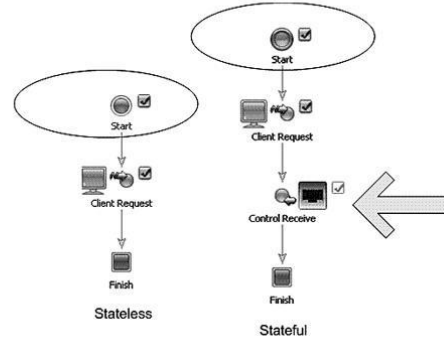 Start
Client Request
Finish
Stateless
Start
Client Request
Control Receive
Finish
Stateful